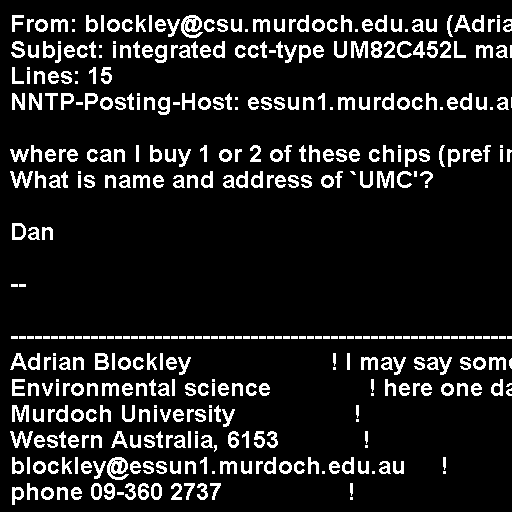 From: blockley@csu.murdoch.edu.au (Adria
Subject: integrated cct-type UM82C452L
Lines: 15
NNTP-Posting-Host: essun1.murdoch.edu.a
where can I buy 1 or 2 of these chips (pref
What is name and address of `UMC'?
Dan
--
------------------------------------------------------------------------
Adrian Blockley ! I may say some
Environmental science ! here one da
Murdoch University !
Western Australia, 6153 !
blockley@essun1.murdoch.edu.au !
phone 09-360 2737 !